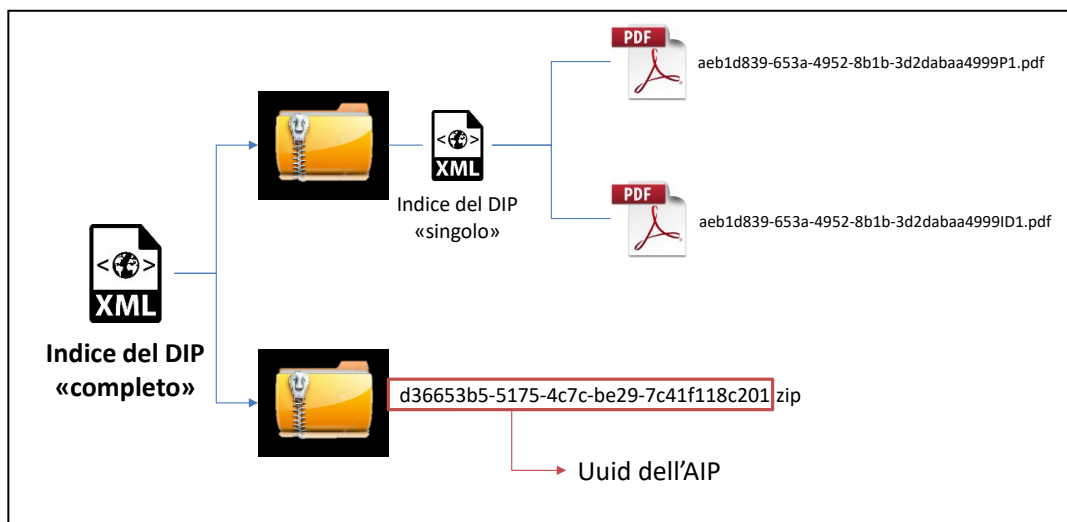 PDF
aeb1d839-653a-4952-8b1b-3d2dabaa4999P1.pdf
XML
Indice del DIP
«singolo»
PDF
aeb1d839-653a-4952-8b1b-3d2dabaa4999ID1.pdf
XML
Indice del DIP
«completo»
d36653b5-5175-4c7c-be29-7c41f118c201 zip
Uuid dell'AIP